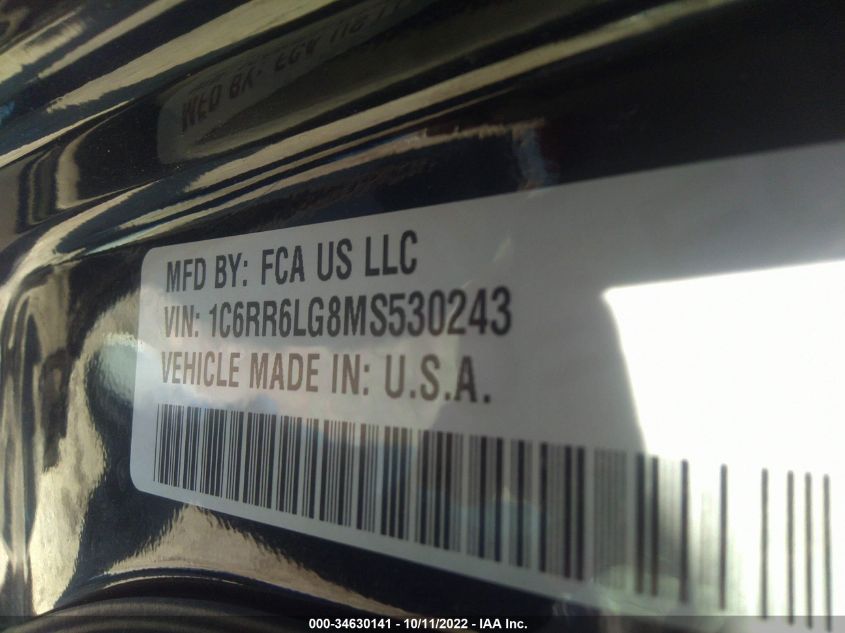 MFD BY: FCA US LLC
VIN: 1C6RR6LG8MS530243
VEHICLE MADE IN: U.S.A.
000-34630141 - 10/11/2022 - IAA Inc.